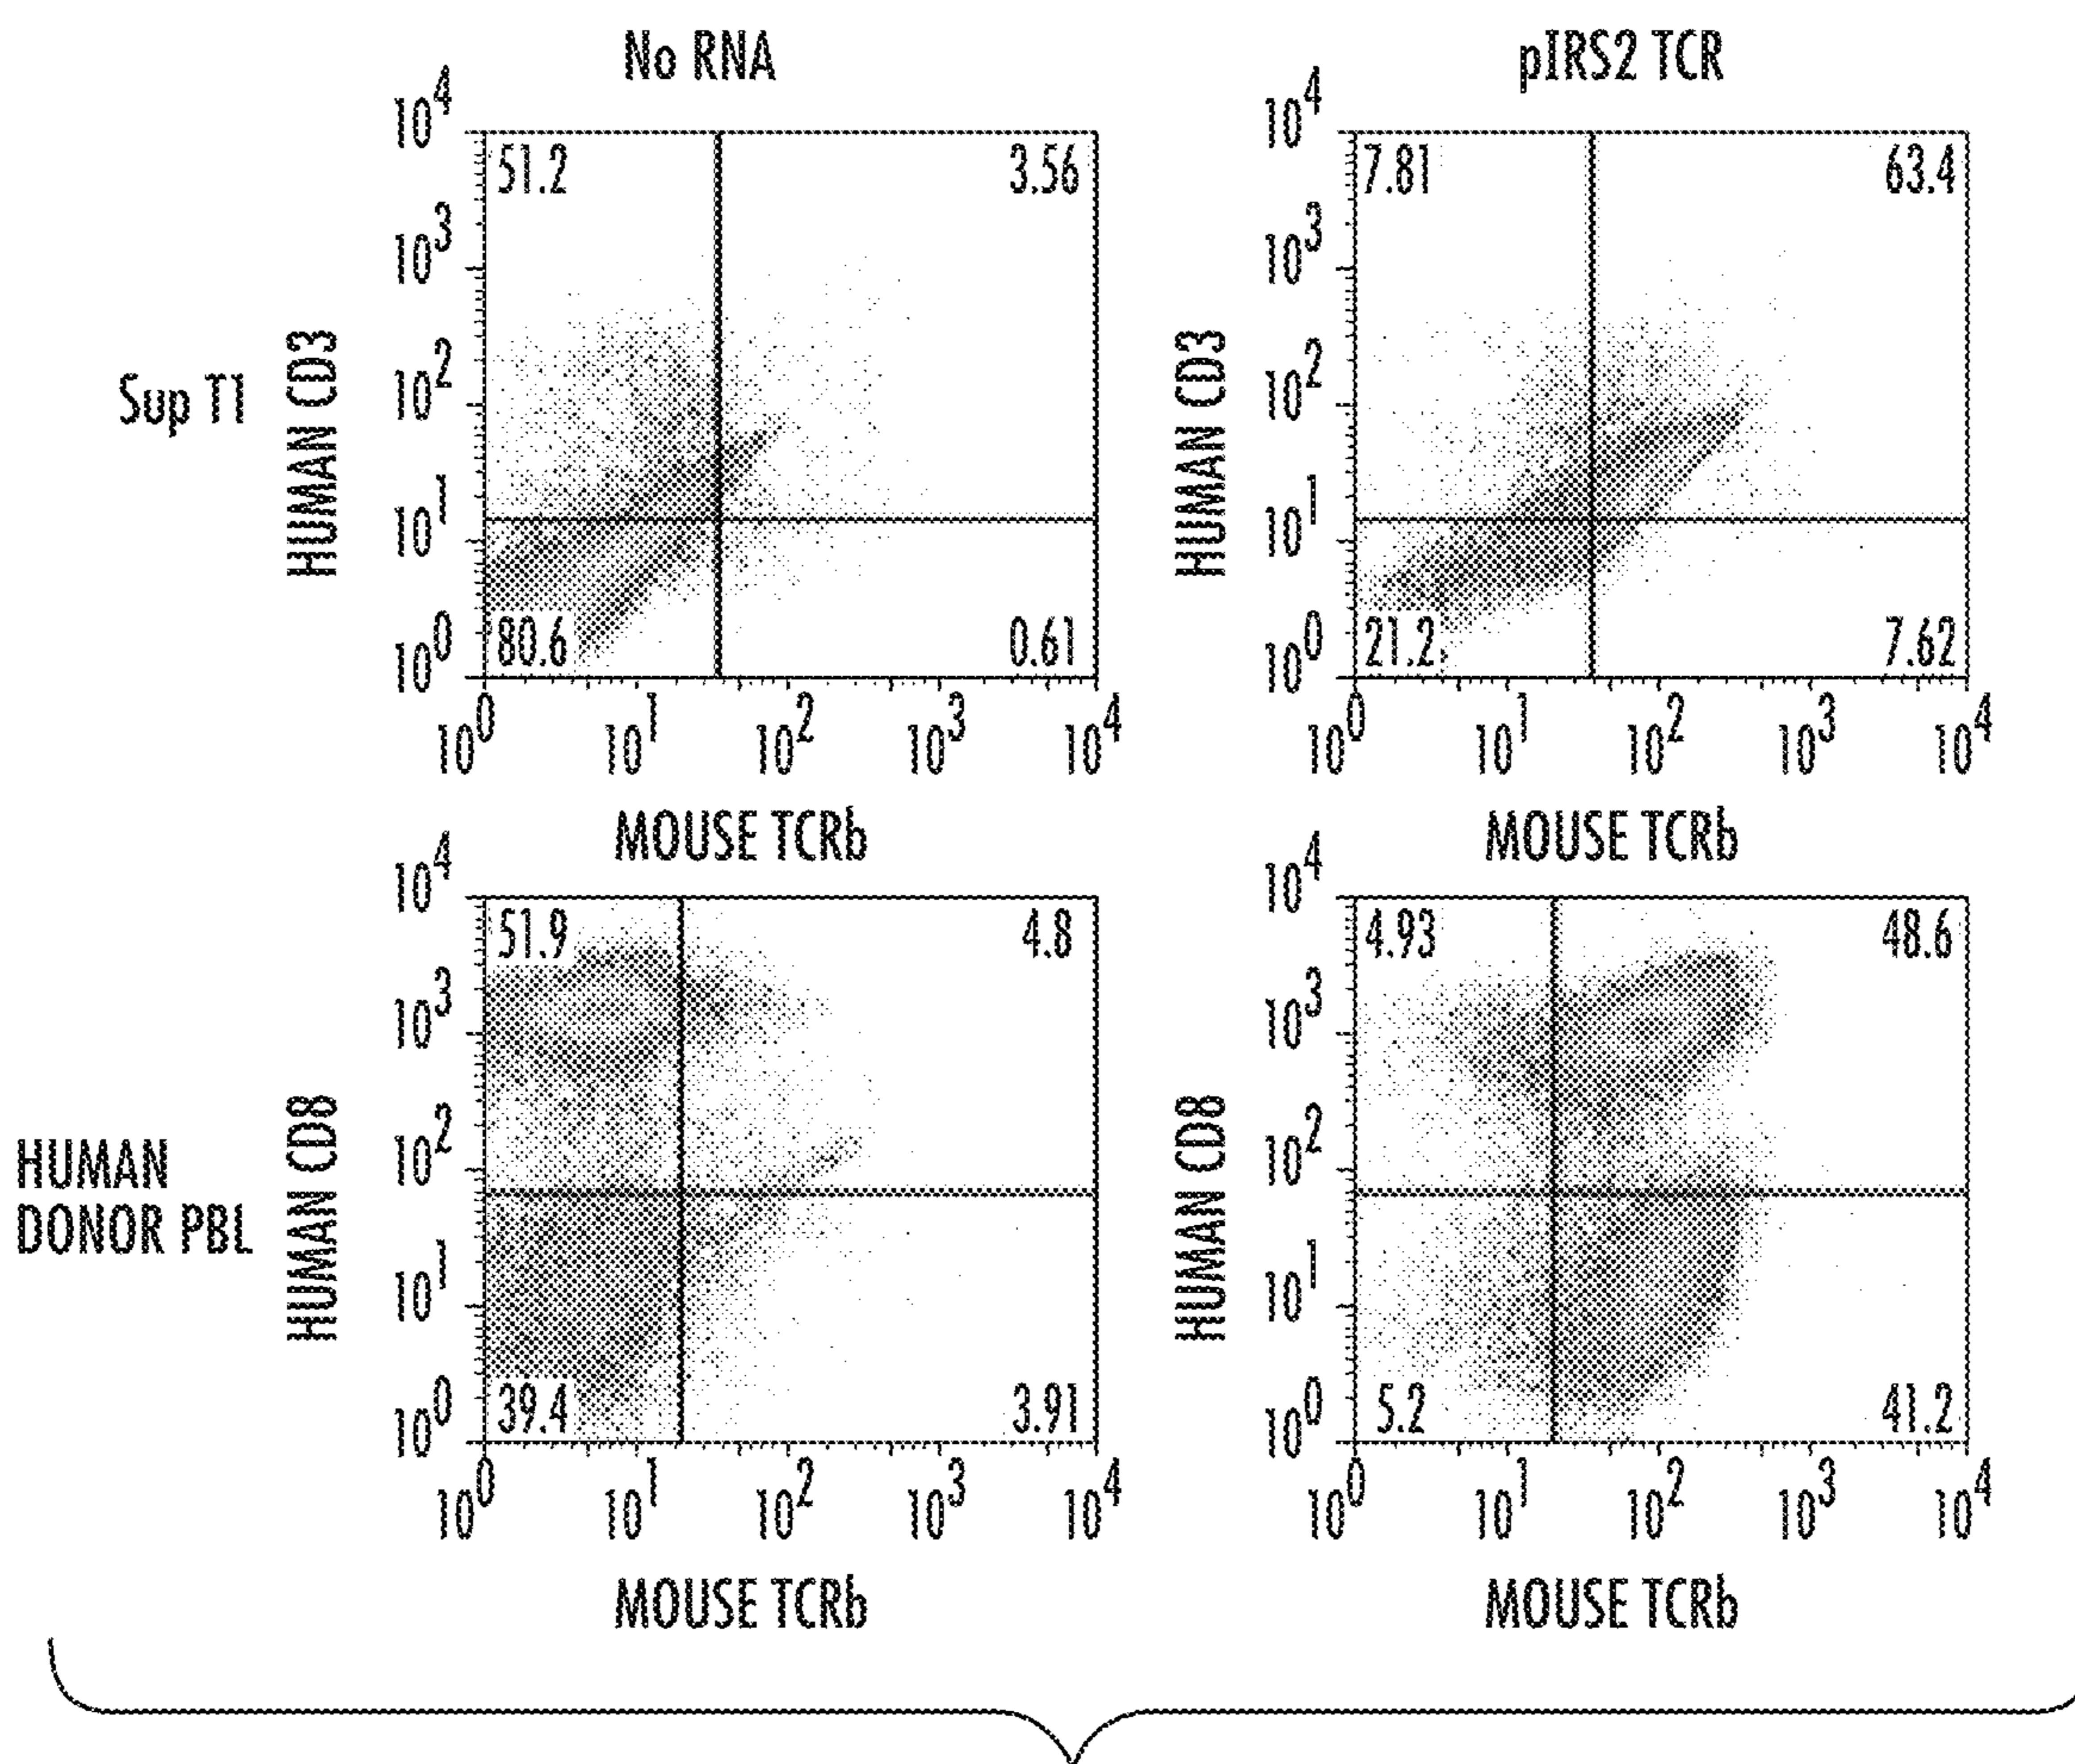 No RNA
pIRS2 TCR
Sup T1
HUMAN CD3
10^4
10^3
10^2
10^1
10^0
51.2
3.56
80.6
0.61
10^0 10^1 10^2 10^3 10^4
MOUSE TCRb
HUMAN CD3
10^4
10^3
10^2
10^1
10^0
7.81
63.4
21.2
7.62
10^0 10^1 10^2 10^3 10^4
MOUSE TCRb
HUMAN
DONOR PBL
HUMAN CD8
10^4
10^3
10^2
10^1
10^0
51.9
4.8
39.4
3.91
10^0 10^1 10^2 10^3 10^4
MOUSE TCRb
HUMAN CD8
10^4
10^3
10^2
10^1
10^0
4.93
48.6
5.2
41.2
10^0 10^1 10^2 10^3 10^4
MOUSE TCRb